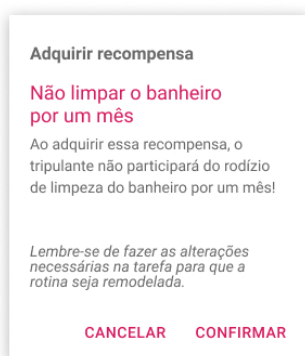 Adquirir recompensa
Não limpar o banheiro
por um mês
Ao adquirir essa recompensa, o
tripulante não participará do rodízio
de limpeza do banheiro por um mês!
Lembre-se de fazer as alterações
necessárias na tarefa para que a
rotina seja remodelada.
CANCELAR CONFIRMAR